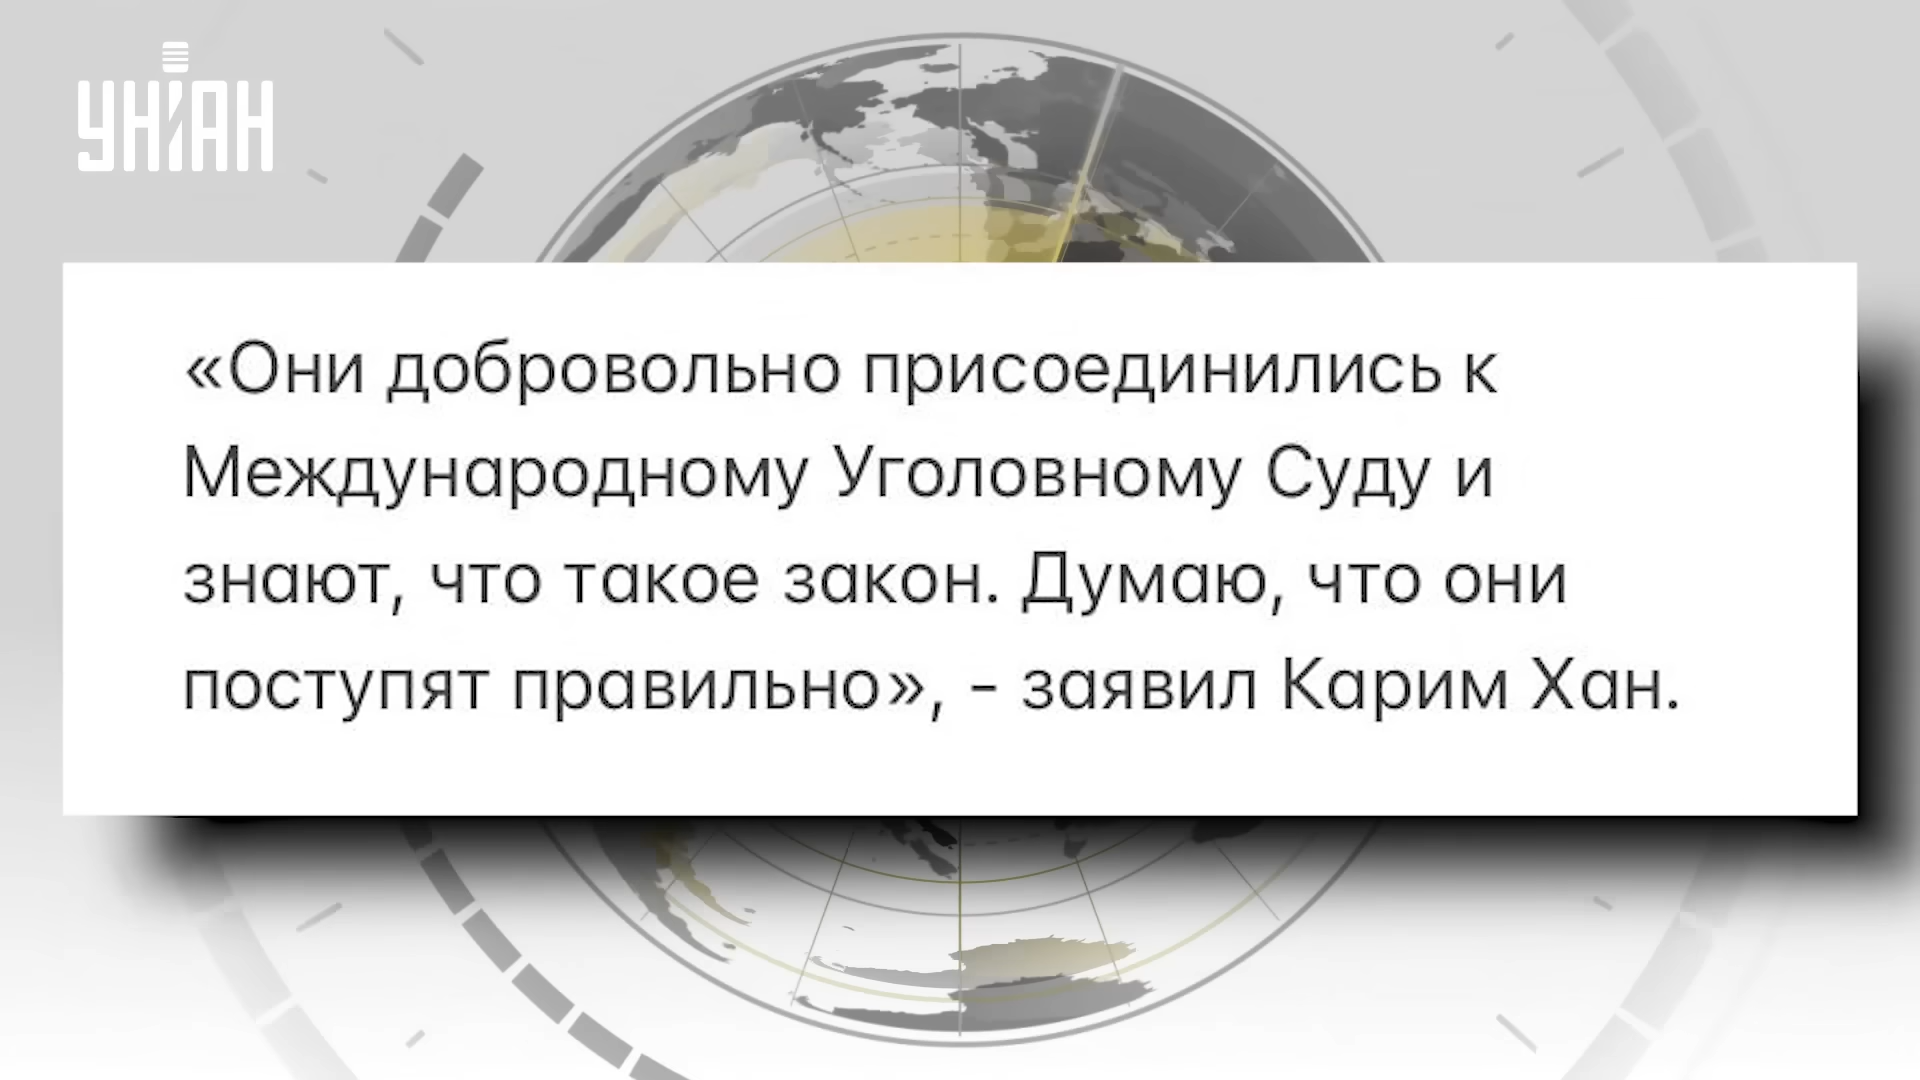 УНІАН
«Они добровольно присоединились к
Международному Уголовному Суду и
знают, что такое закон. Думаю, что они
поступят правильно», - заявил Карим Хан.